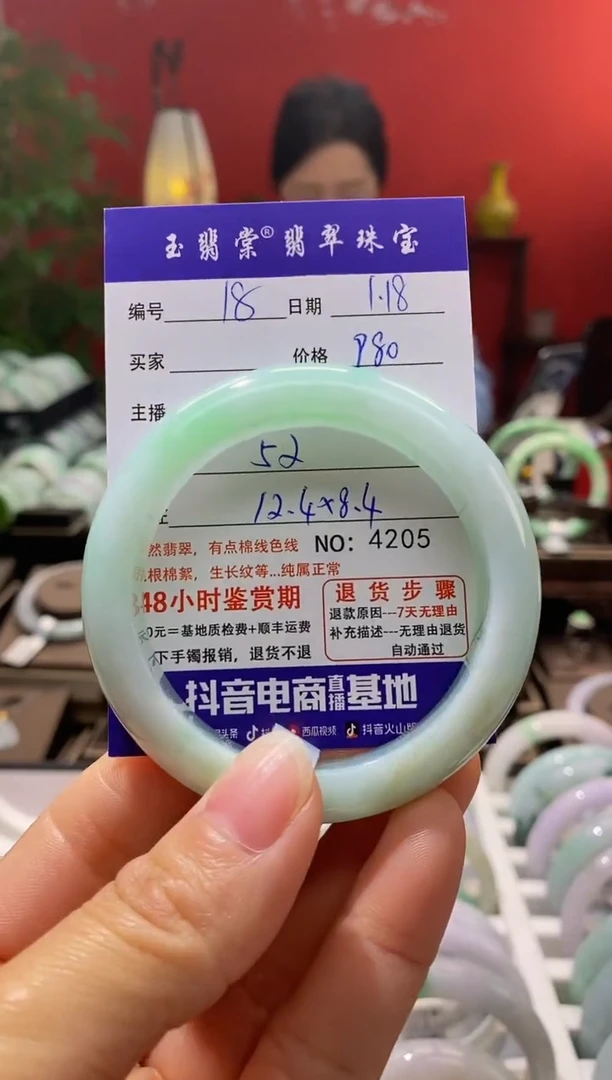 玉翡棠®翡翠珠宝
编号 18 日期 1.18
买家 价格 980
主播
52
12.4×8.4
然翡翠，有点棉线色线 NO: 4205
根棉絮，生长纹等...纯属正常
48小时鉴赏期
0元=基地质检费+顺丰运费
下手镯报销，退货不退
退货步骤
退款原因---7天无理由
补充描述---无理由退货
自动通过
抖音电商直播基地
头条 抖 西瓜视频 抖音火山